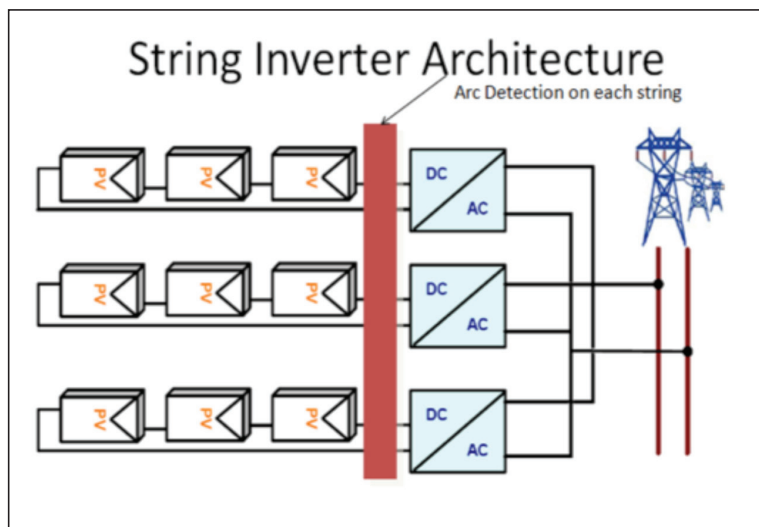 String Inverter Architecture
Arc Detection on each string
PV PV PV
DC
AC
PV PV PV
DC
AC
PV PV PV
DC
AC